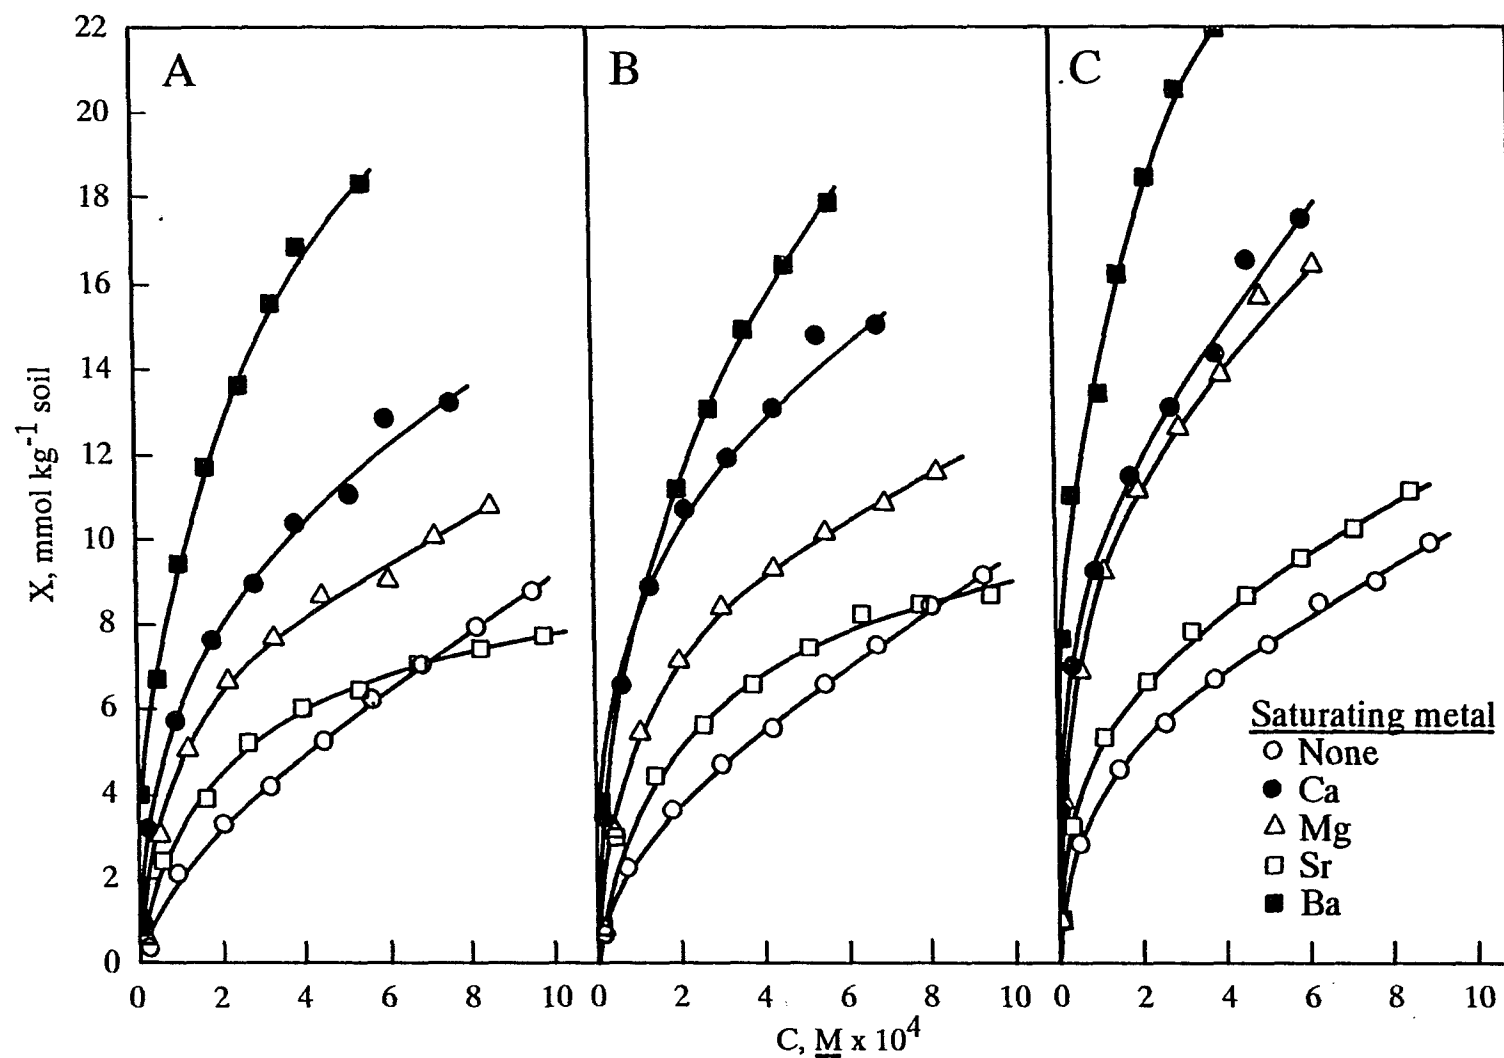 22
20
18
16
14
12
10
8
6
4
2
0
X, mmol kg⁻¹ soil
A
B
C
Saturating metal
None
Ca
Mg
Sr
Ba
0 2 4 6 8 10
0 2 4 6 8 10
0 2 4 6 8 10
C, M x 10⁴